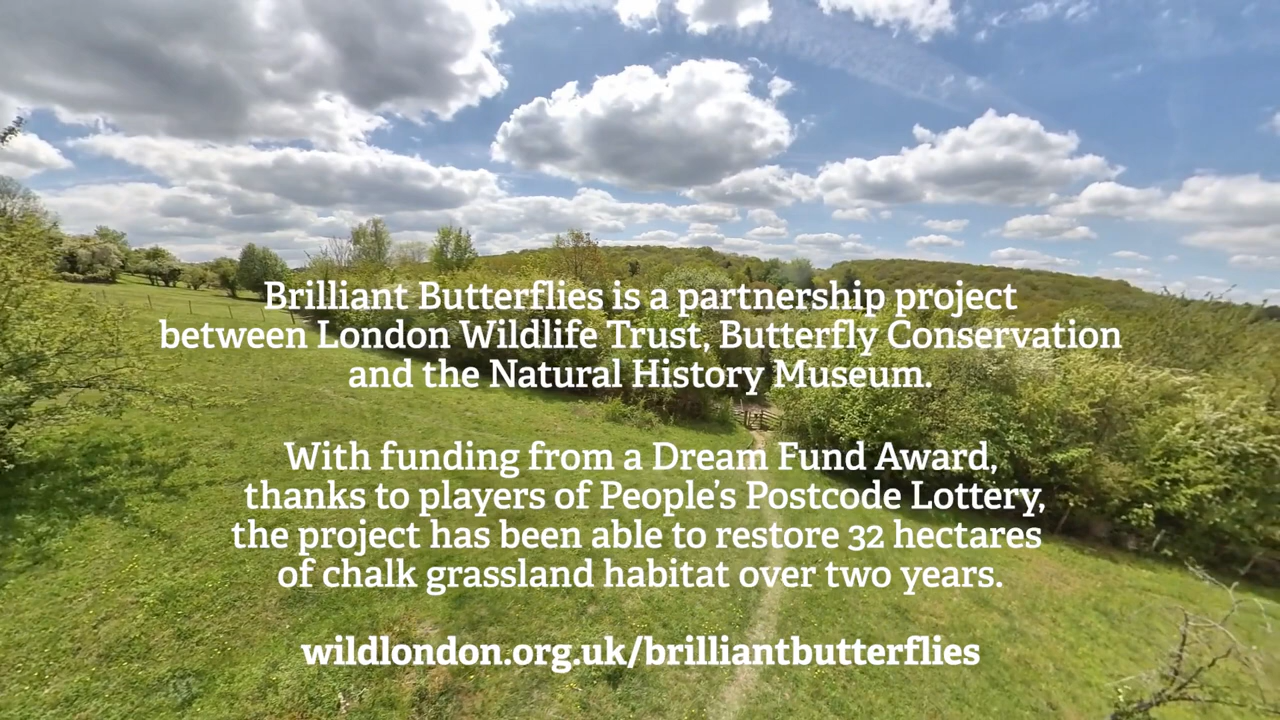 Brilliant Butterflies is a partnership project
between London Wildlife Trust, Butterfly Conservation
and the Natural History Museum.
With funding from a Dream Fund Award,
thanks to players of People's Postcode Lottery,
the project has been able to restore 32 hectares
of chalk grassland habitat over two years.
wildlondon.org.uk/brilliantbutterflies